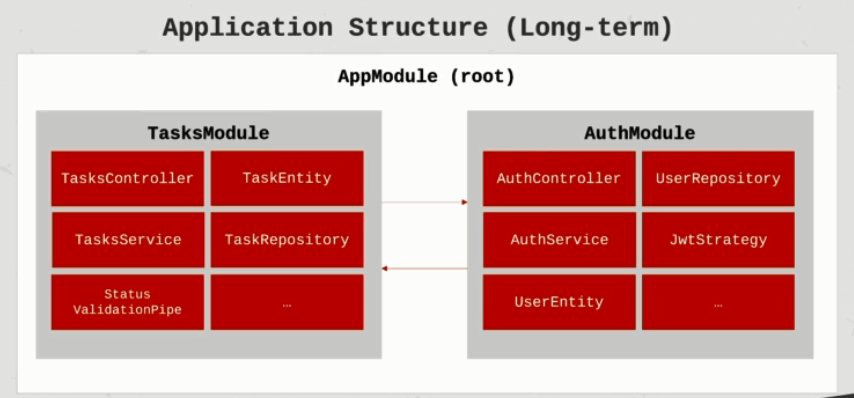 Application Structure (Long-term)
AppModule (root)
TasksModule
TasksController
TaskEntity
TasksService
TaskRepository
Status
ValidationPipe
…
AuthModule
AuthController
UserRepository
AuthService
JwtStrategy
UserEntity
…